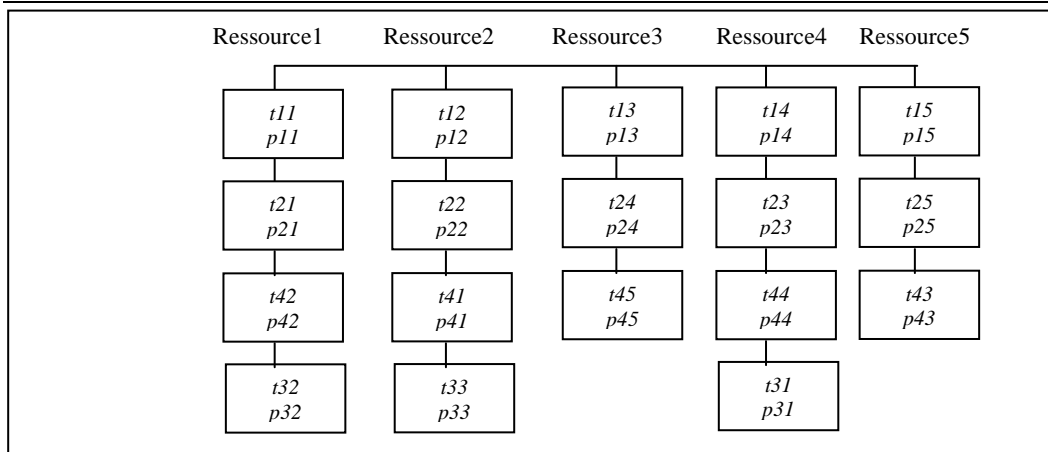 Ressource1 Ressource2 Ressource3 Ressource4 Ressource5
t11 t12 t13 t14 t15
p11 p12 p13 p14 p15
t21 t22 t24 t23 t25
p21 p22 p24 p23 p25
t42 t41 t45 t44 t43
p42 p41 p45 p44 p43
t32 t33 t31
p32 p33 p31